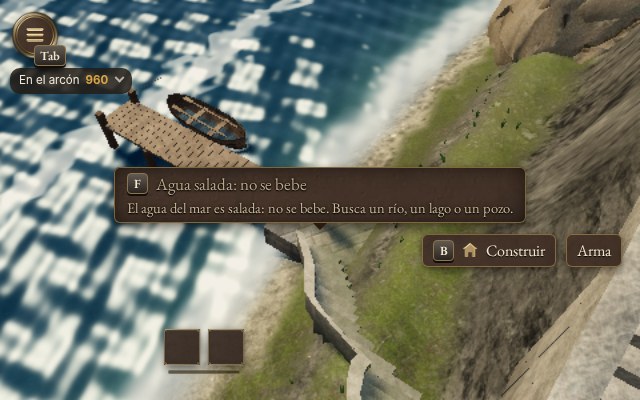 Tab
En el arcón 960
F Agua salada: no se bebe
El agua del mar es salada: no se bebe. Busca un río, un lago o un pozo.
B Construir
Arma